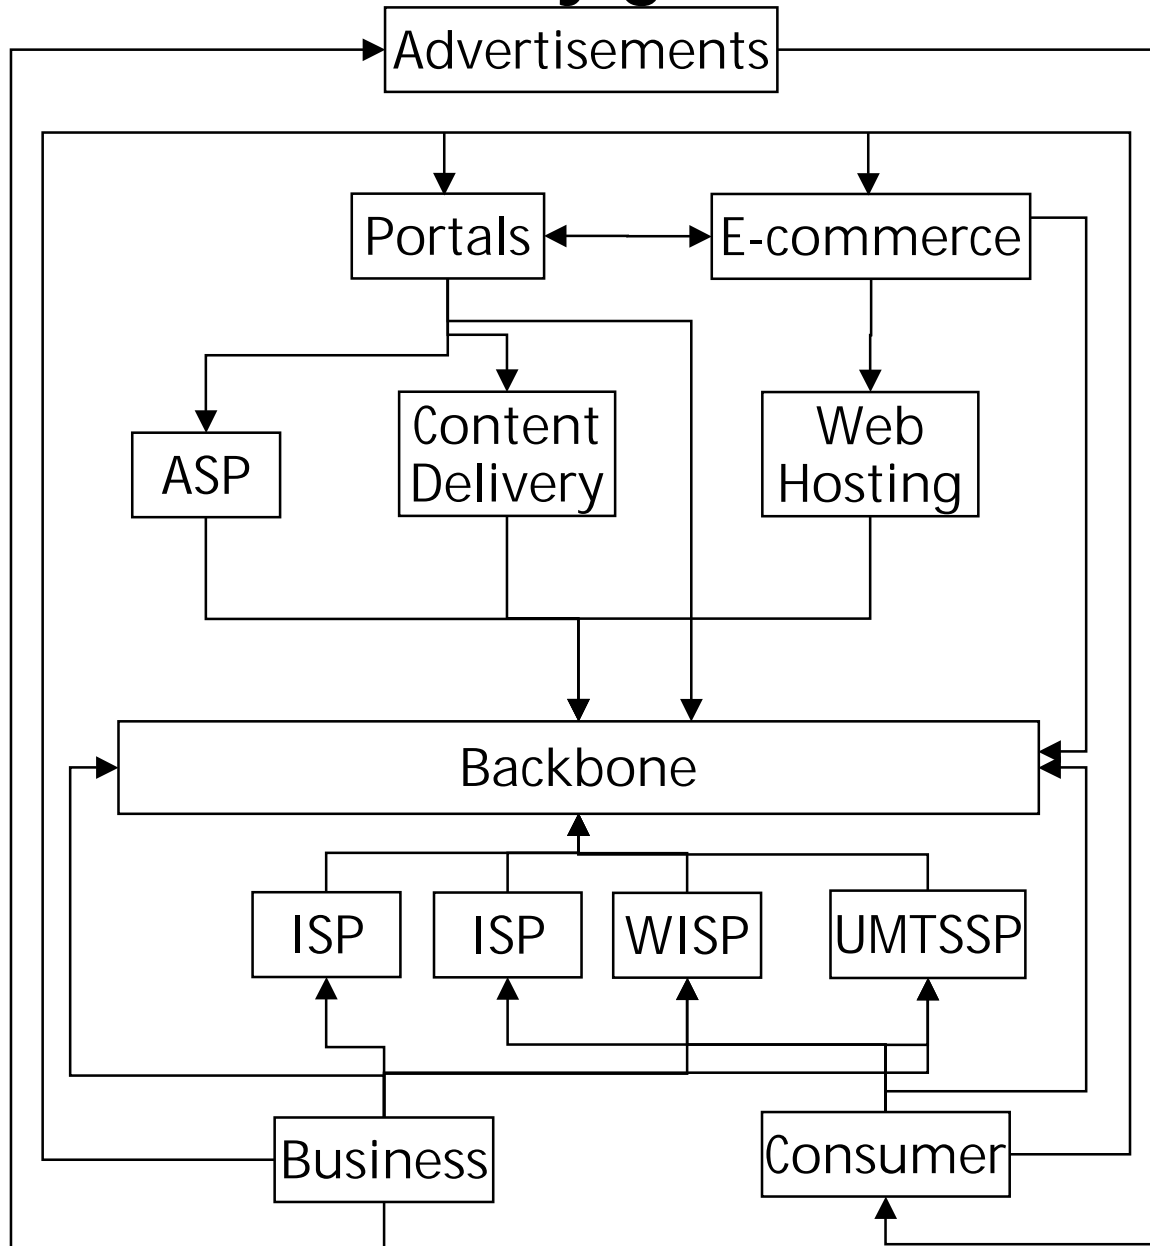 Advertisements
Portals
E-commerce
Content
Delivery
Web
Hosting
ASP
Backbone
ISP
ISP
WISP
UMTSSP
Business
Consumer